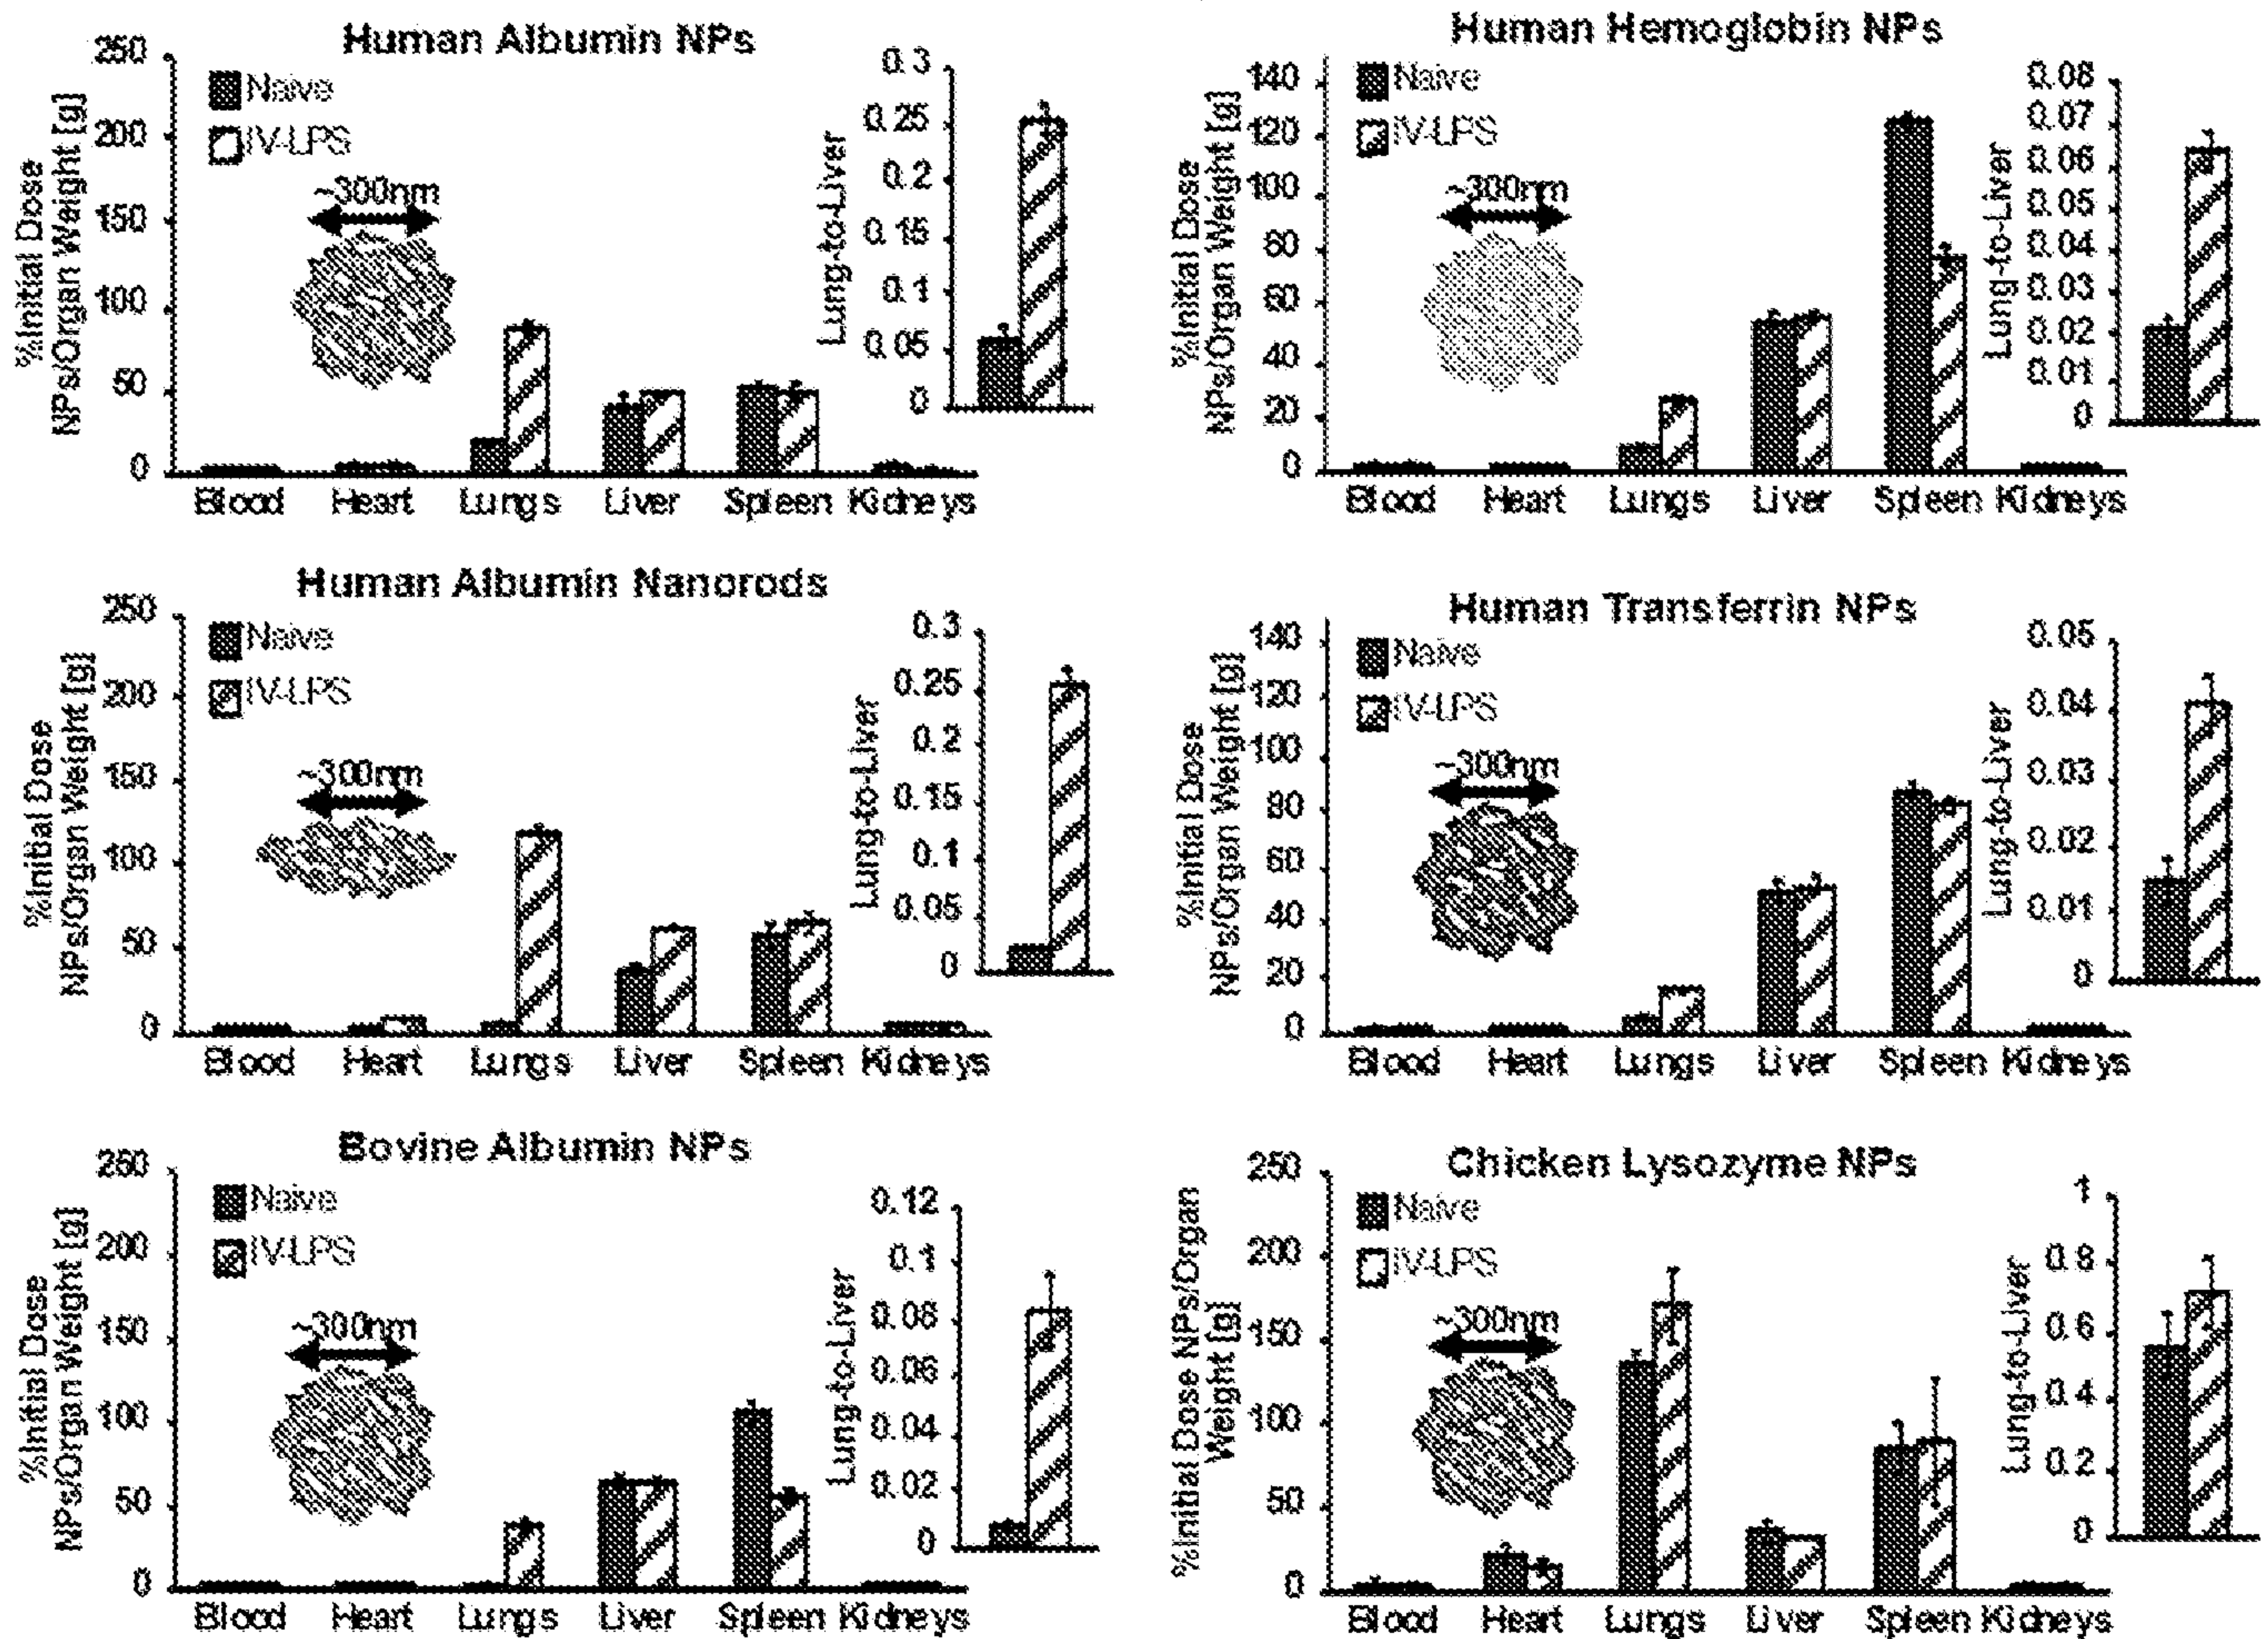 Human Albumin NPs
%Initial Dose
NPs/Organ Weight [g]
250
200
150
100
50
0
Naive
IV-LPS
~300nm
Blood Heart Lungs Liver Spleen Kidneys
Lung-to-Liver
0.3
0.25
0.2
0.15
0.1
0.05
0
Human Hemoglobin NPs
%Initial Dose
NPs/Organ Weight [g]
140
120
100
80
60
40
20
0
Naive
IV-LPS
~300nm
Blood Heart Lungs Liver Spleen Kidneys
Lung-to-Liver
0.08
0.07
0.06
0.05
0.04
0.03
0.02
0.01
0
Human Albumin Nanorods
%Initial Dose
NPs/Organ Weight [g]
250
200
150
100
50
0
Naive
IV-LPS
~300nm
Blood Heart Lungs Liver Spleen Kidneys
Lung-to-Liver
0.3
0.25
0.2
0.15
0.1
0.05
0
Human Transferrin NPs
%Initial Dose
NPs/Organ Weight [g]
140
120
100
80
60
40
20
0
Naive
IV-LPS
~300nm
Blood Heart Lungs Liver Spleen Kidneys
Lung-to-Liver
0.05
0.04
0.03
0.02
0.01
0
Bovine Albumin NPs
%Initial Dose
NPs/Organ Weight [g]
250
200
150
100
50
0
Naive
IV-LPS
~300nm
Blood Heart Lungs Liver Spleen Kidneys
Lung-to-Liver
0.12
0.1
0.08
0.06
0.04
0.02
0
Chicken Lysozyme NPs
%Initial Dose NPs/Organ
Weight [g]
250
200
150
100
50
0
Naive
IV-LPS
~300nm
Blood Heart Lungs Liver Spleen Kidneys
Lung-to-Liver
1
0.8
0.6
0.4
0.2
0